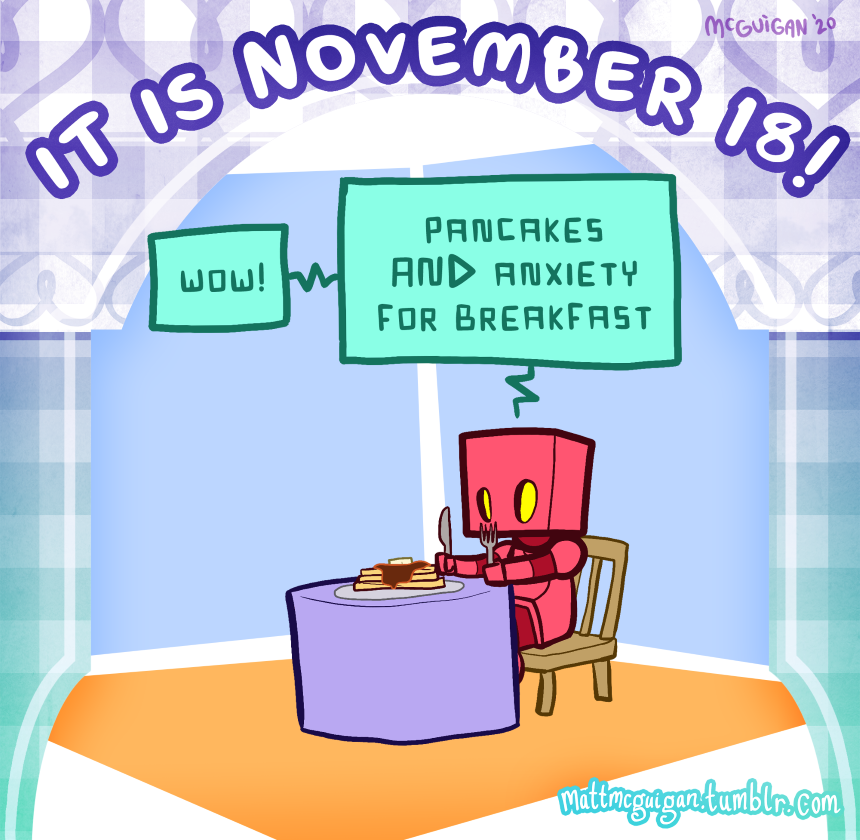 McGUiGAN '20
IT IS NOVEMBER 18!
WOW!
PANCAKES
AND ANXIETY
FOR BREAKFAST
mattmcguigan.tumblr.com